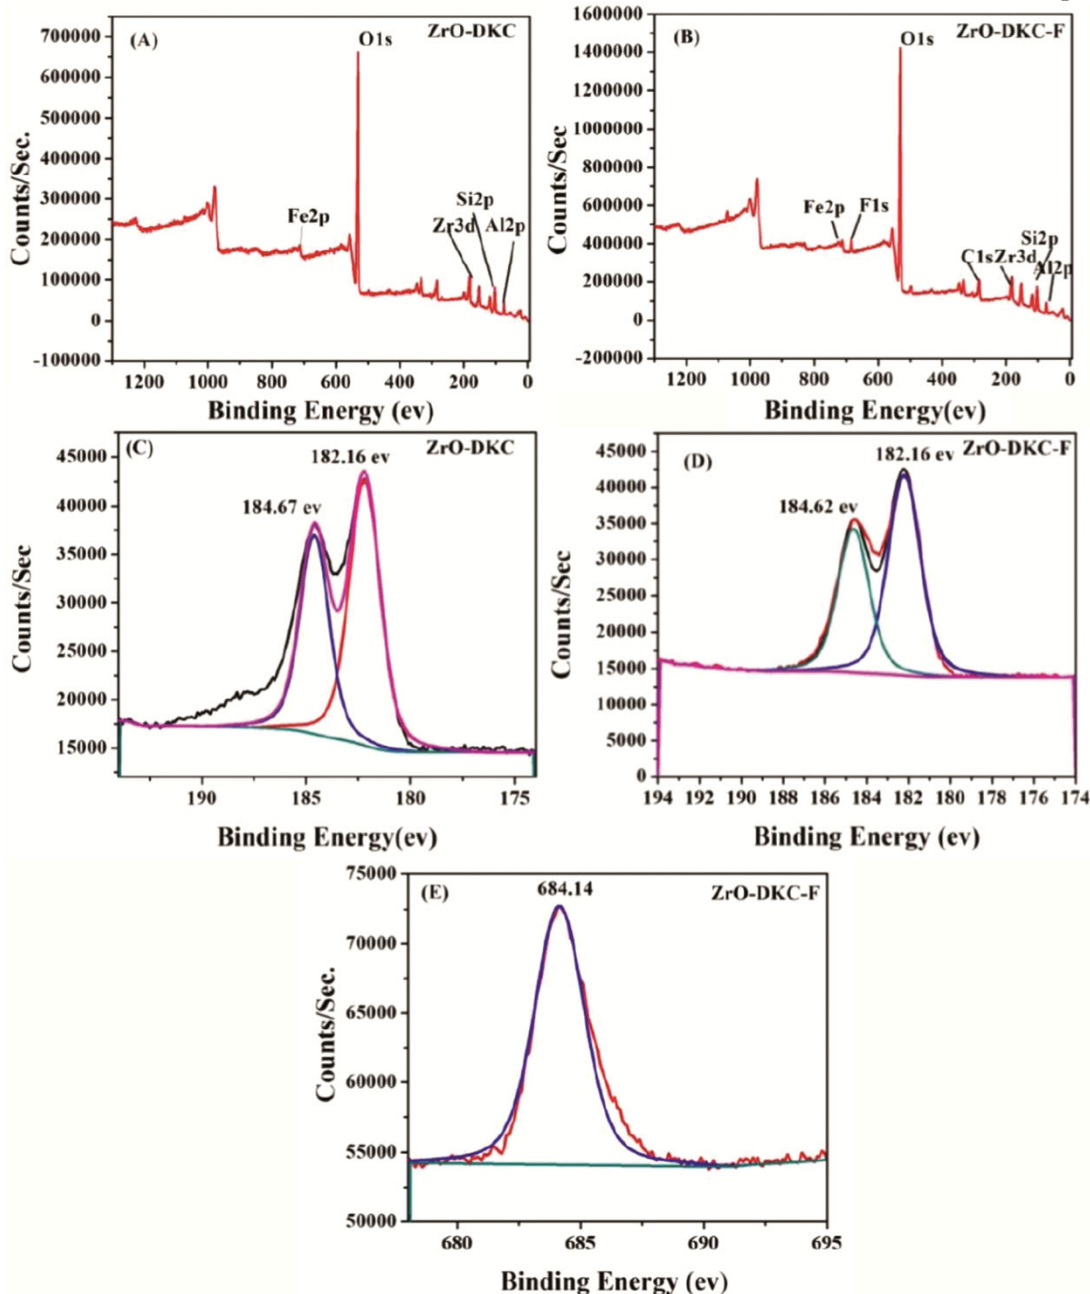 (A)
ZrO-DKC
O1s
Fe2p
Zr3d
Si2p
Al2p
700000
600000
500000
400000
300000
200000
100000
0
-100000
1200 1000 800 600 400 200 0
Counts/Sec.
Binding Energy (ev)
(B)
ZrO-DKC-F
O1s
Fe2p
F1s
C1s
Zr3d
Si2p
Al2p
1600000
1400000
1200000
1000000
800000
600000
400000
200000
0
-200000
1200 1000 800 600 400 200 0
Counts/Sec
Binding Energy(ev)
(C)
ZrO-DKC
182.16 ev
184.67 ev
45000
40000
35000
30000
25000
20000
15000
190 185 180 175
Counts/Sec
Binding Energy(ev)
(D)
ZrO-DKC-F
182.16 ev
184.62 ev
45000
40000
35000
30000
25000
20000
15000
10000
5000
0
194 192 190 188 186 184 182 180 178 176 174
Counts/Sec
Binding Energy (ev)
(E)
684.14
ZrO-DKC-F
75000
70000
65000
60000
55000
50000
680 685 690 695
Counts/Sec.
Binding Energy (ev)